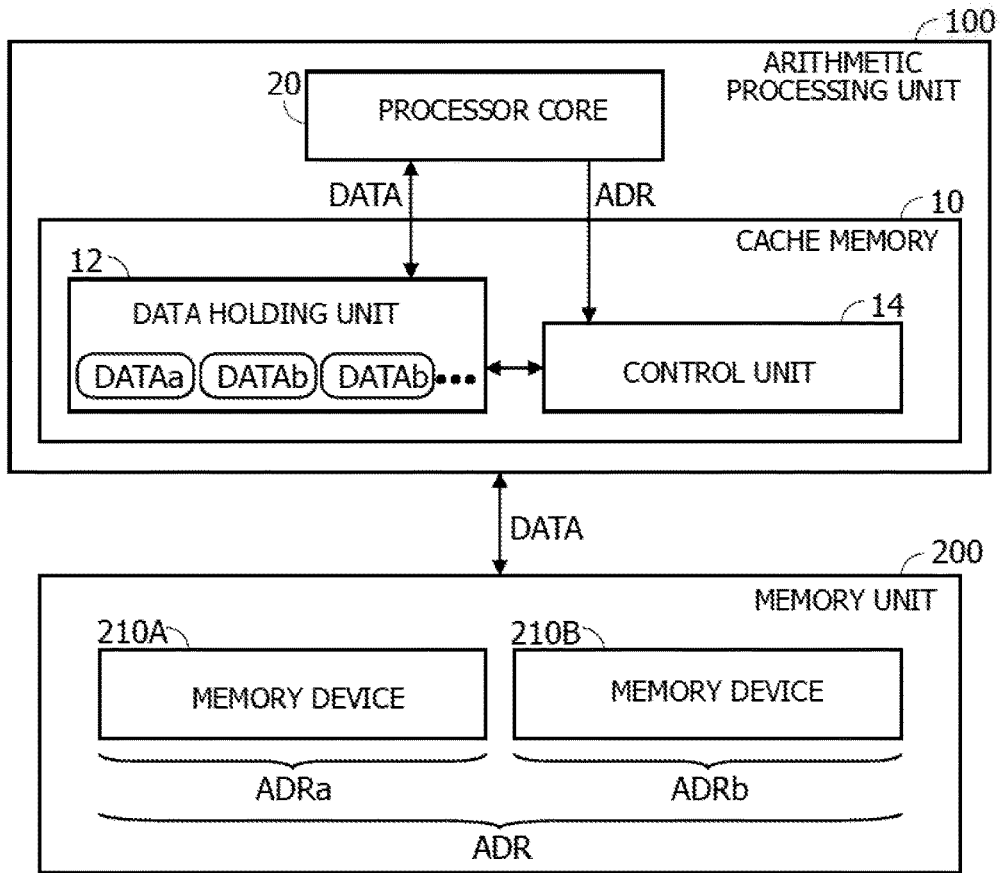 100
ARITHMETIC
PROCESSING UNIT
20
PROCESSOR CORE
DATA
ADR
10
CACHE MEMORY
12
DATA HOLDING UNIT
DATAa DATAb DATAb •••
14
CONTROL UNIT
DATA
200
MEMORY UNIT
210A
MEMORY DEVICE
210B
MEMORY DEVICE
ADRa
ADRb
ADR